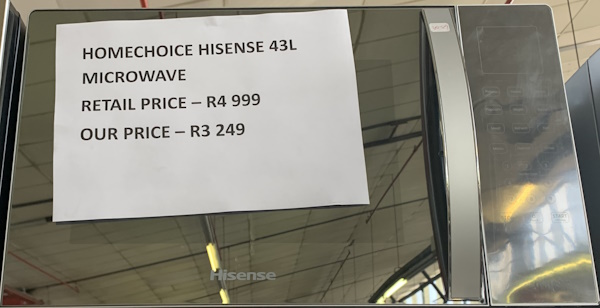 HOMECHOICE HISENSE 43L
MICROWAVE
RETAIL PRICE – R4 999
OUR PRICE – R3 249
Hisense